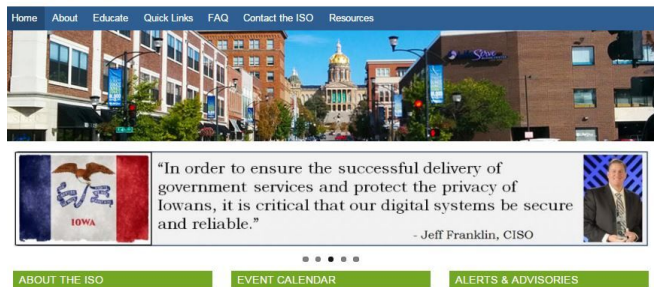 Home About Educate Quick Links FAQ Contact the ISO Resources
Serve
"In order to ensure the successful delivery of
government services and protect the privacy of
Iowans, it is critical that our digital systems be secure
and reliable."
- Jeff Franklin, CISO
IOWA
ABOUT THE ISO EVENT CALENDAR ALERTS & ADVISORIES